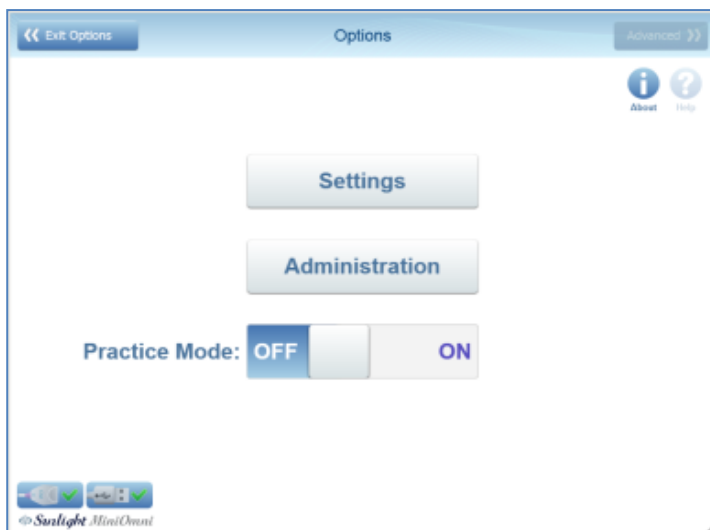 Exit Options
Options
Advanced
About
Help
Settings
Administration
Practice Mode: OFF ON
Sunlight MiniOmni